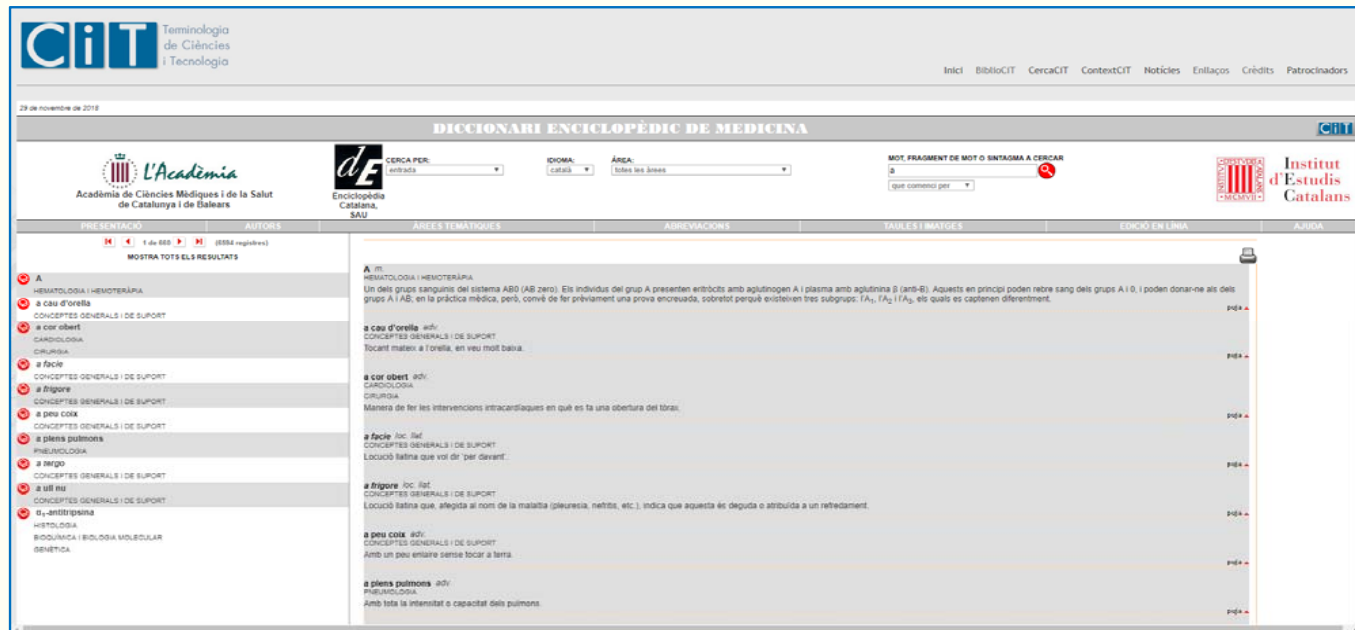 CiT
Terminologia
de Ciències
i Tecnologia
Inici BiblioCIT CercaCIT ContextCIT Notícies Enllaços Crèdits Patrocinadors
29 de novembre de 2018
DICCIONARI ENCICLOPÈDIC DE MEDICINA
CiT
L'Acadèmia
Acadèmia de Ciències Mèdiques i de la Salut
de Catalunya i de Balears
dE
Enciclopèdia
Catalana,
SAU
CERCA PER:
entrada
IDIOMA:
català
ÀREA:
totes les àrees
MOT, FRAGMENT DE MOT O SINTAGMA A CERCAR
a
que comenci per
Institut
d'Estudis
Catalans
PRESENTACIÓ AUTORS ÀREES TEMÀTIQUES ABREVIACIONS TAULES I IMATGES EDICIÓ EN LÍNIA AJUDA
1 de 660 (6594 registres)
MOSTRA TOTS ELS RESULTATS
A
HEMATOLOGIA I HEMOTERÀPIA
a cau d'orella
CONCEPTES GENERALS I DE SUPORT
a cor obert
CARDIOLOGIA
CIRURGIA
a facie
CONCEPTES GENERALS I DE SUPORT
a frigore
CONCEPTES GENERALS I DE SUPORT
a peu coix
CONCEPTES GENERALS I DE SUPORT
a plens pulmons
PNEUMOLOGIA
a tergo
CONCEPTES GENERALS I DE SUPORT
a ull nu
CONCEPTES GENERALS I DE SUPORT
α₁-antitripsina
HISTOLOGIA
BIOQUÍMICA I BIOLOGIA MOLECULAR
GENÈTICA
A m.
HEMATOLOGIA I HEMOTERÀPIA
Un dels grups sanguinis del sistema AB0 (AB zero). Els individus del grup A presenten eritròcits amb aglutinogen A i plasma amb aglutinina β (anti-B). Aquests en principi poden rebre sang dels grups A i 0, i poden donar-ne als dels
grups A i AB; en la pràctica mèdica, però, convé de fer prèviament una prova encreuada, sobretot perquè existeixen tres subgrups: l'A₁, l'A₂ i l'A₃, els quals es captenen diferentment.
puja
a cau d'orella adv.
CONCEPTES GENERALS I DE SUPORT
Tocant mateix a l'orella, en veu molt baixa.
puja
a cor obert adv.
CARDIOLOGIA
CIRURGIA
Manera de fer les intervencions intracardíaques en què es fa una obertura del tòrax.
puja
a facie loc. llat.
CONCEPTES GENERALS I DE SUPORT
Locució llatina que vol dir 'per davant'.
puja
a frigore loc. llat.
CONCEPTES GENERALS I DE SUPORT
Locució llatina que, afegida al nom de la malaltia (pleuresia, nefritis, etc.), indica que aquesta és deguda o atribuïda a un refredament.
puja
a peu coix adv.
CONCEPTES GENERALS I DE SUPORT
Amb un peu enlaire sense tocar a terra.
puja
a plens pulmons adv.
PNEUMOLOGIA
Amb tota la intensitat o capacitat dels pulmons.
puja